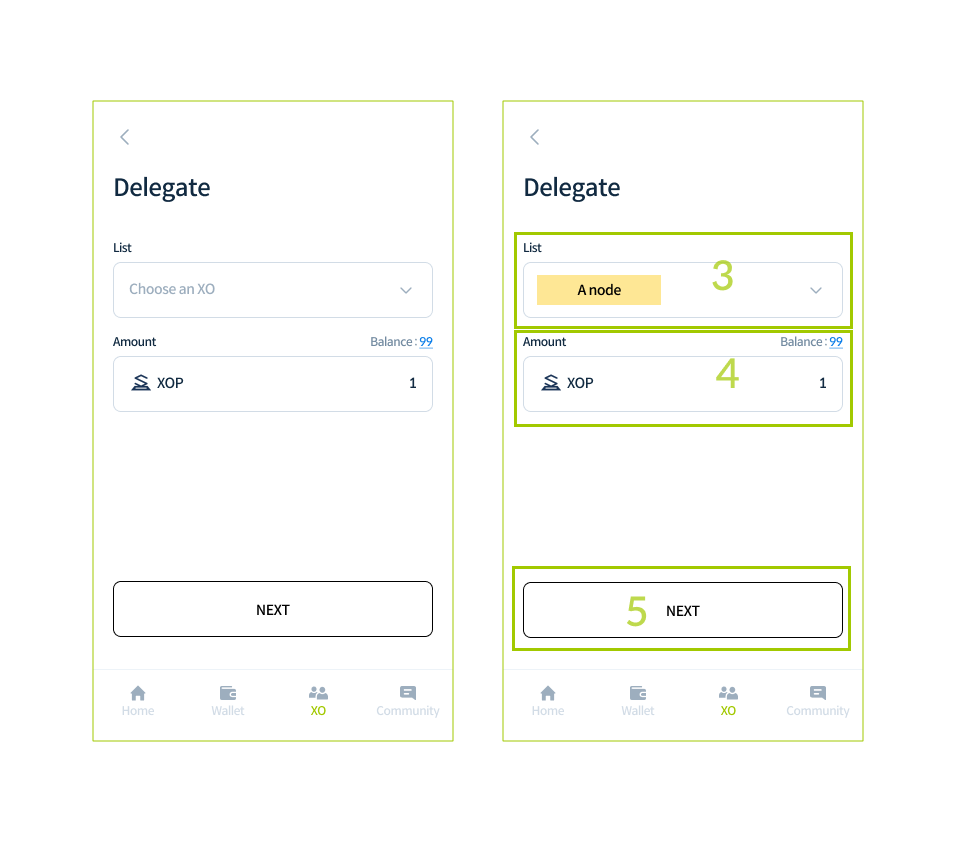 Delegate
List
Choose an XO
Amount Balance : 99
XOP 1
NEXT
Home Wallet XO Community
Delegate
List
A node 3
Amount Balance : 99
XOP 4 1
5 NEXT
Home Wallet XO Community